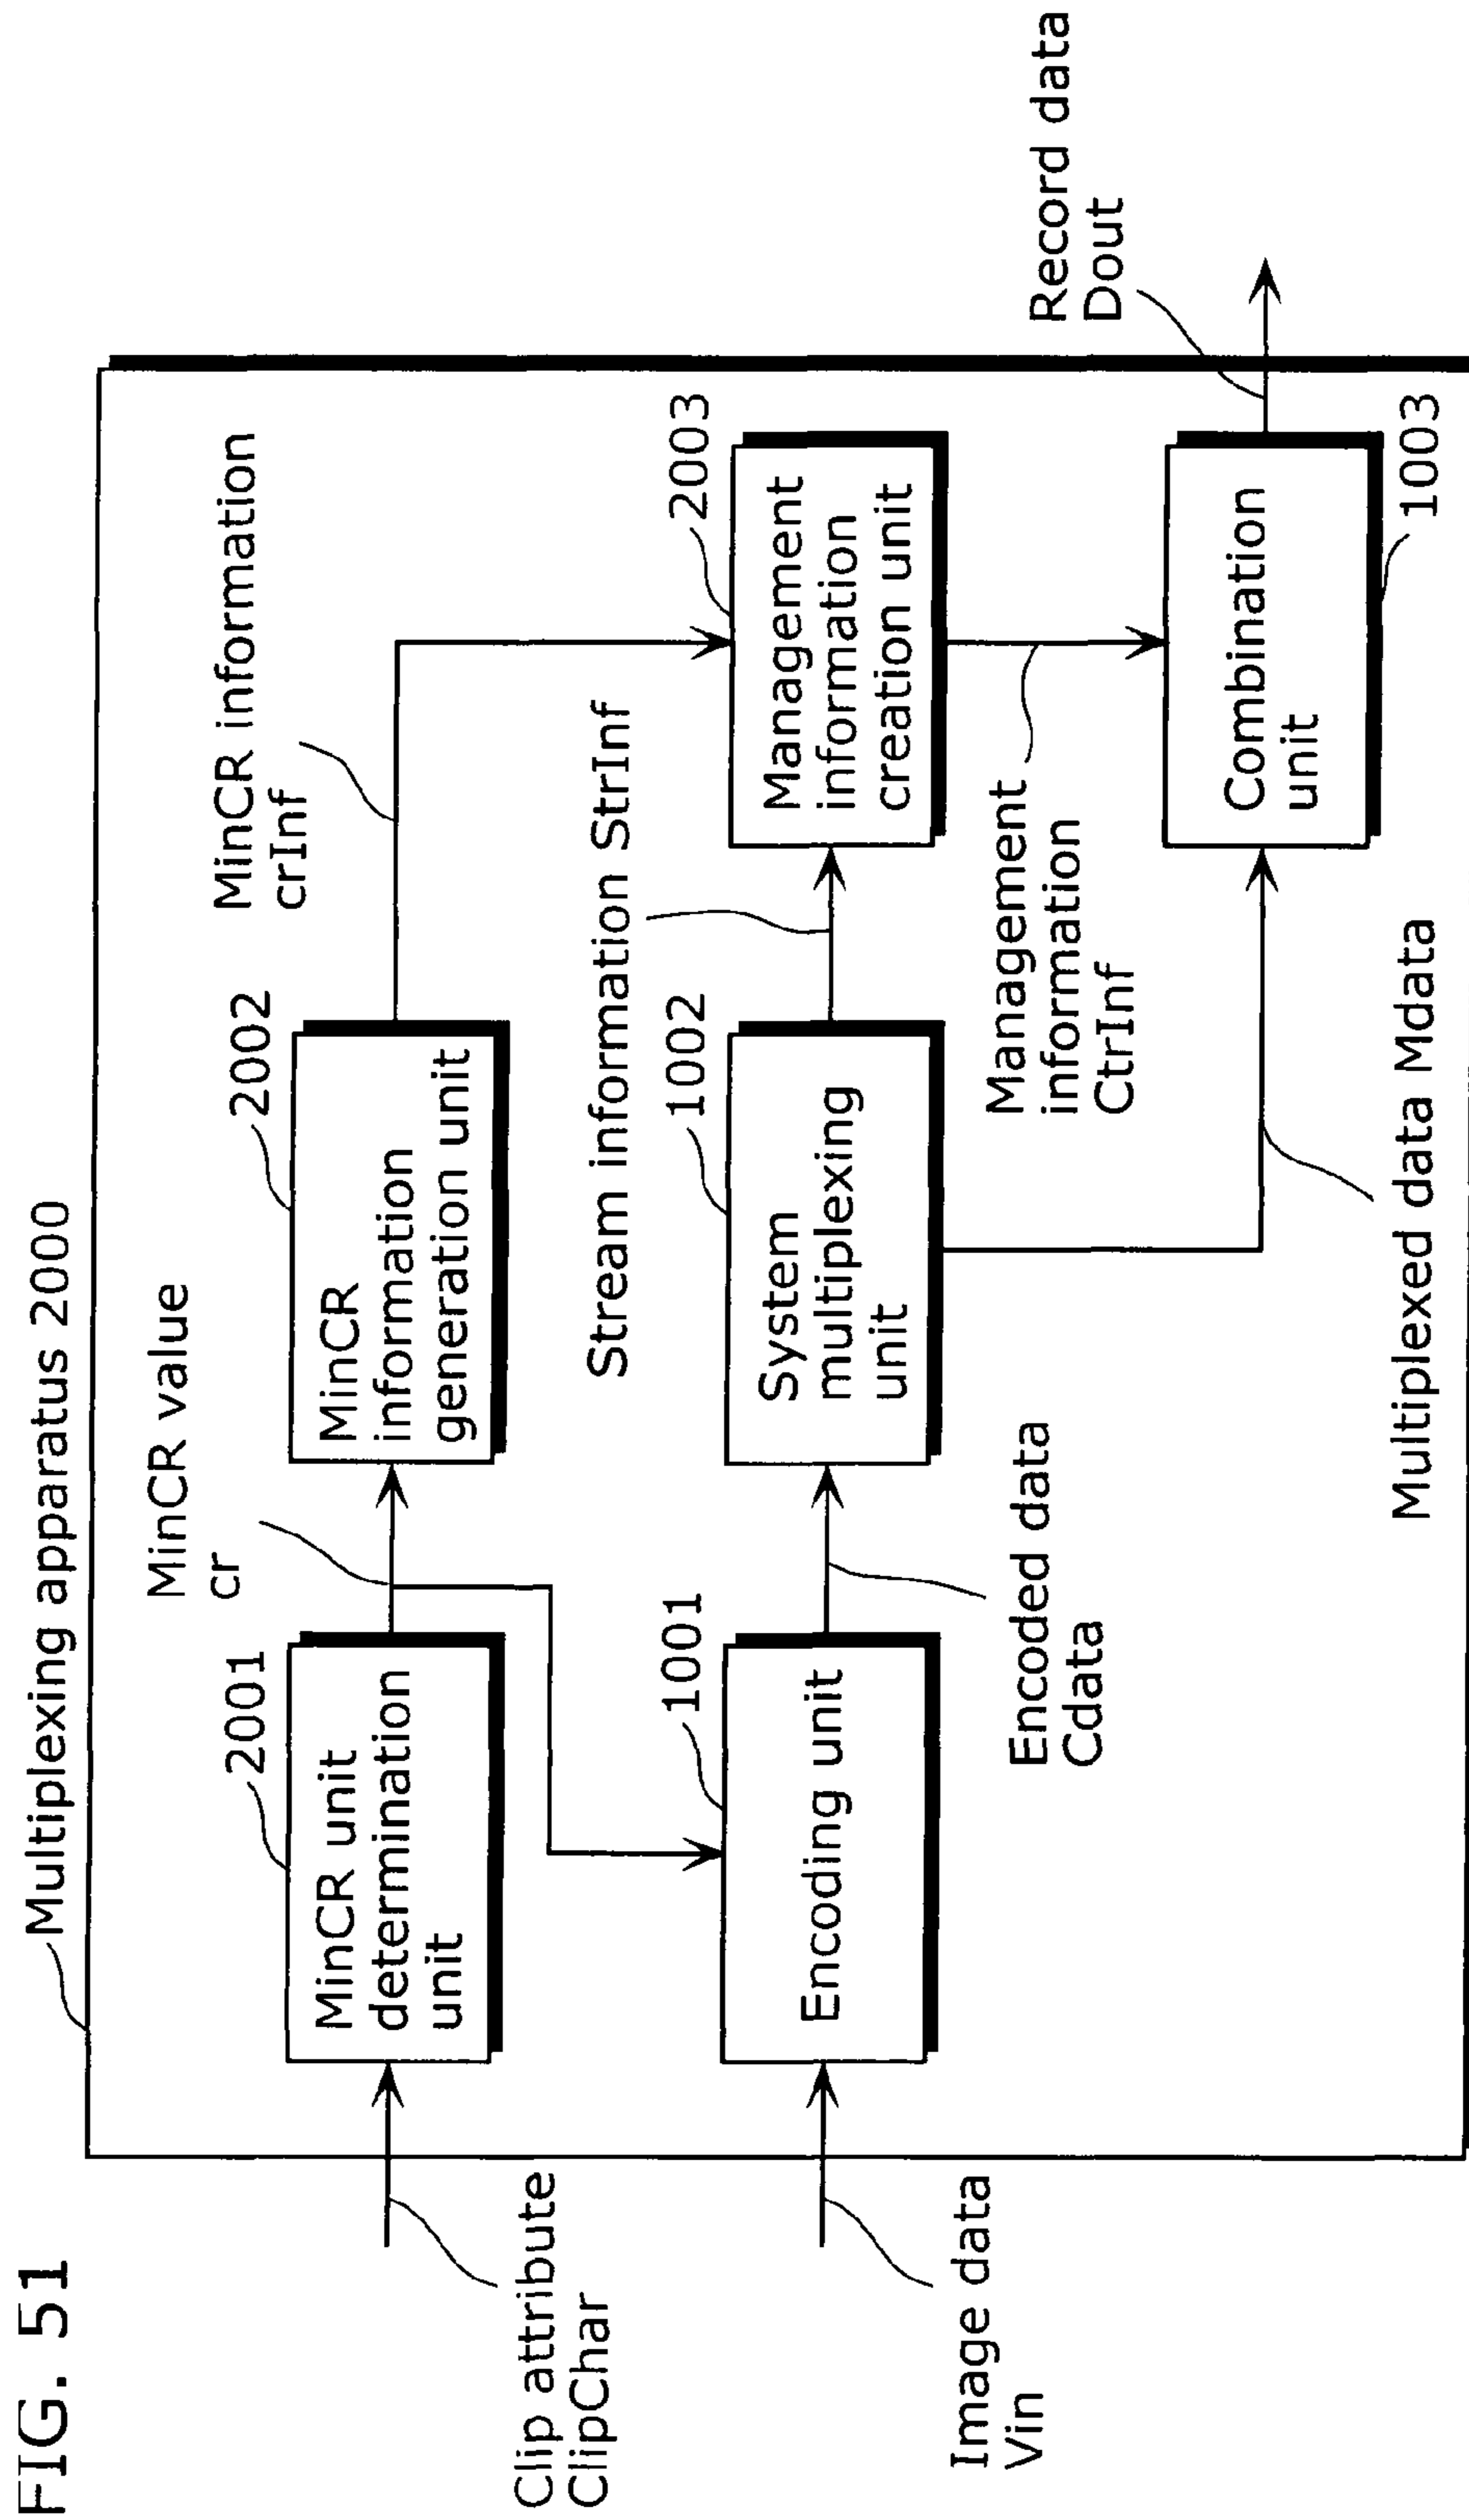 FIG. 51
Multiplexing apparatus 2000
MinCR value
cr
MinCR information
crInf
2001
2002
MinCR unit
determination
unit
MinCR
information
generation unit
Clip attribute
ClipChar
Stream information StrInf
1001
1002
2003
Encoding unit
System
multiplexing
unit
Management
information
creation unit
Image data
Vin
Encoded data
Cdata
Management
information
CtrInf
Record data
Dout
Combination
unit
Multiplexed data Mdata
1003